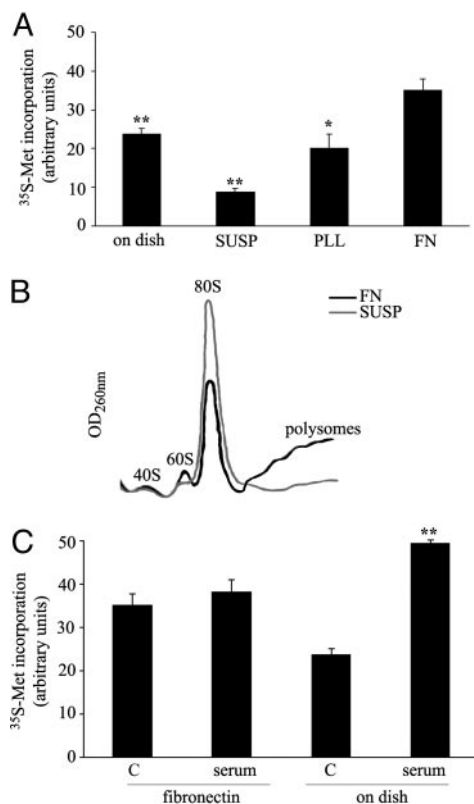 A
³⁵S-Met incorporation
(arbitrary units)
50
40
30
20
10
0
**
**
*
on dish SUSP PLL FN
B
OD260nm
40S
60S
80S
polysomes
FN
SUSP
C
³⁵S-Met incorporation
(arbitrary units)
50
40
30
20
10
0
**
C serum C serum
fibronectin on dish